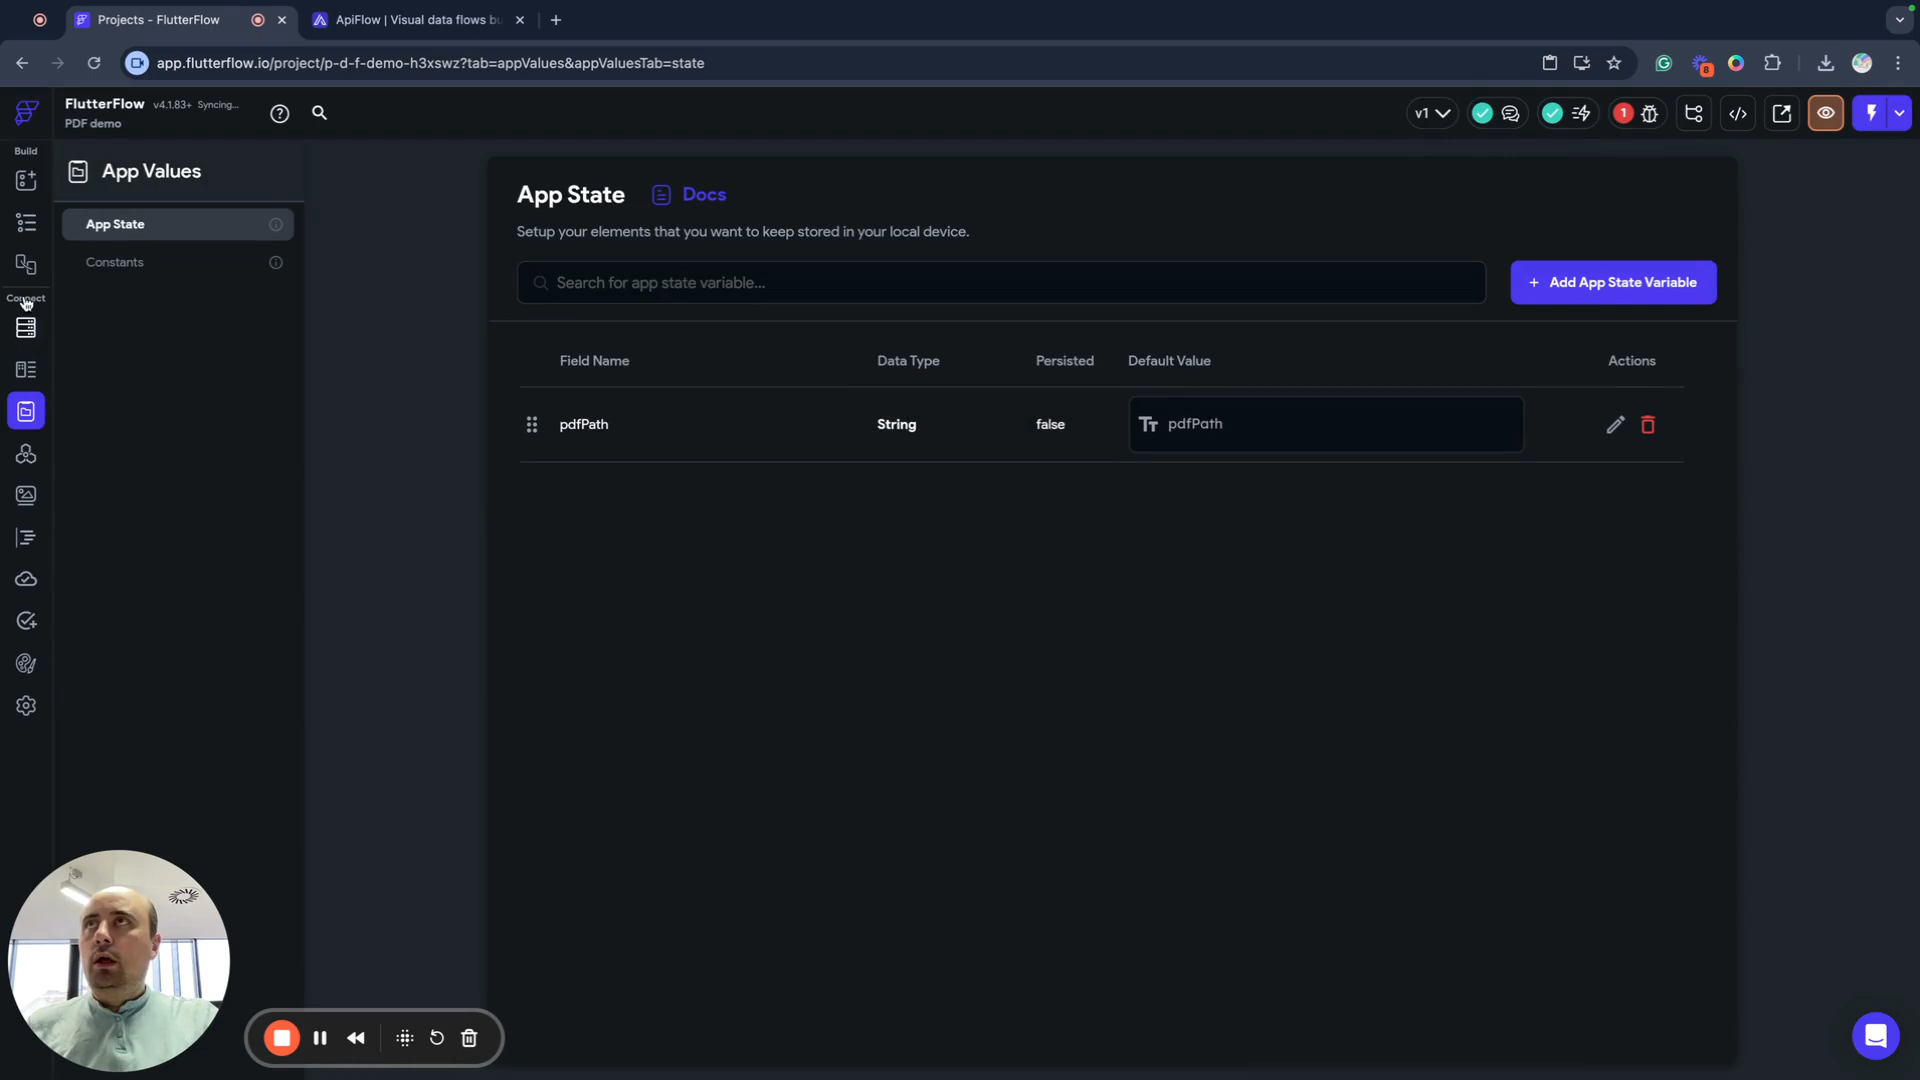 Projects - FlutterFlow
ApiFlow | Visual data flows bu
app.flutterflow.io/project/p-d-f-demo-h3xswz?tab=appValues&appValuesTab=state
8
FlutterFlow v4.1.83+ Syncing...
PDF demo
v1
1
Build
Connect
App Values
App State
Constants
App State Docs
Setup your elements that you want to keep stored in your local device.
Search for app state variable...
+ Add App State Variable
Field Name Data Type Persisted Default Value Actions
pdfPath String false Tт pdfPath